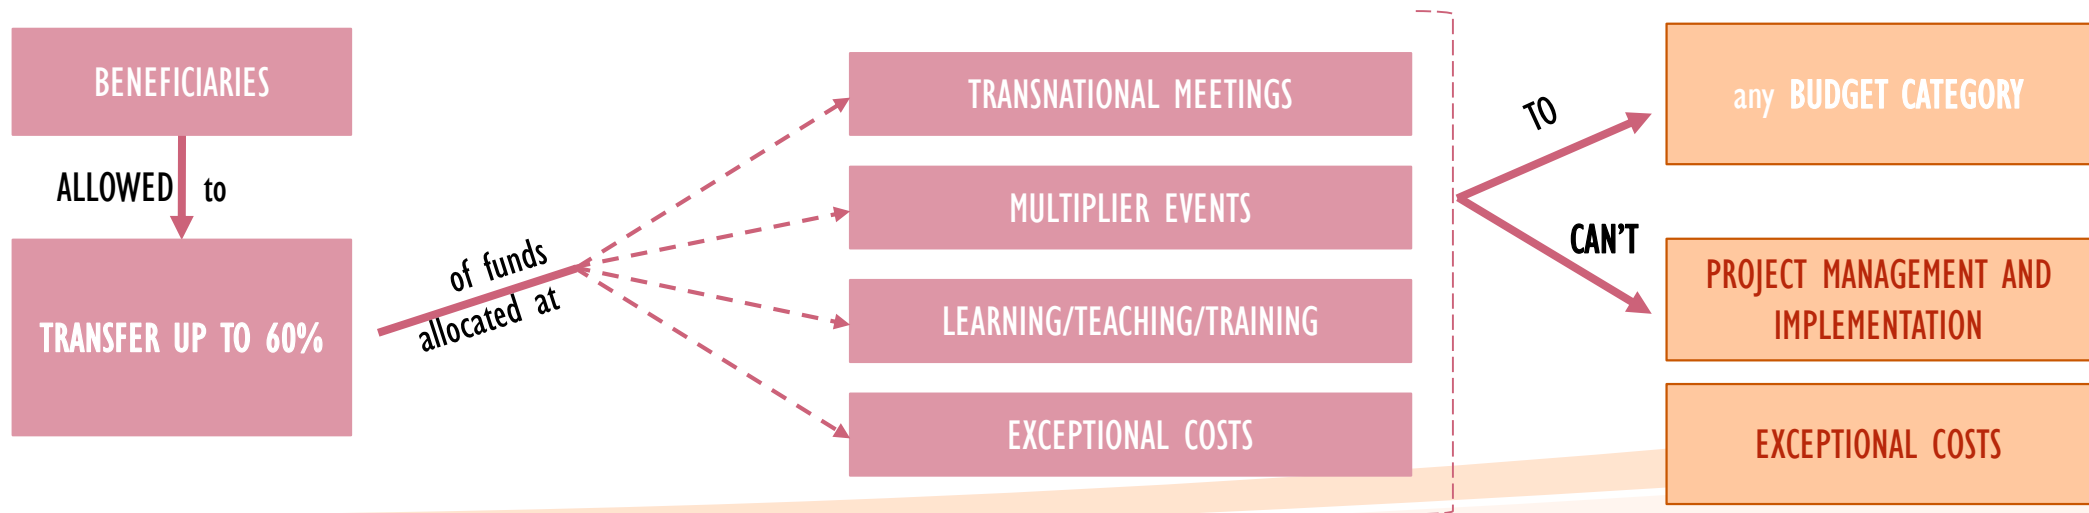 BENEFICIARIES
ALLOWED to
TRANSFER UP TO 60%
of funds
allocated at
TRANSNATIONAL MEETINGS
MULTIPLIER EVENTS
LEARNING/TEACHING/TRAINING
EXCEPTIONAL COSTS
TO
any BUDGET CATEGORY
CAN'T
PROJECT MANAGEMENT AND
IMPLEMENTATION
EXCEPTIONAL COSTS